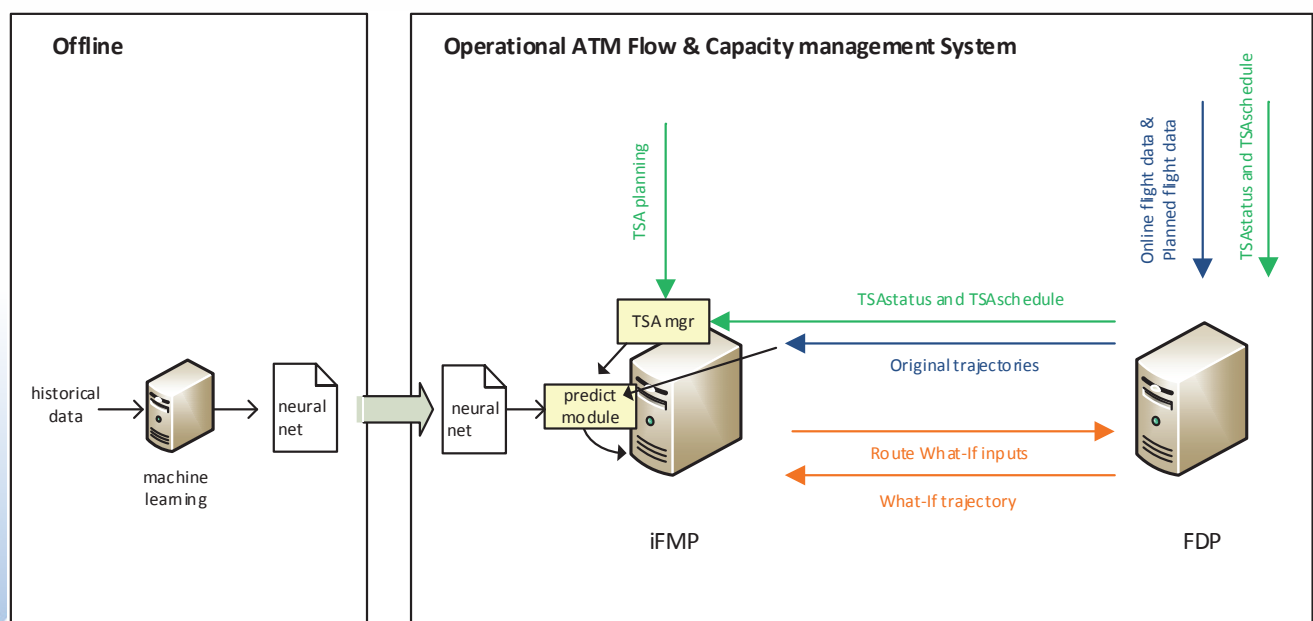 Offline
Operational ATM Flow & Capacity management System
TSA planning
Online flight data &
Planned flight data
TSAstatus and TSAschedule
TSA mgr
TSAstatus and TSAschedule
Original trajectories
historical
data
neural
net
neural
net
predict
module
machine
learning
Route What-If inputs
What-If trajectory
iFMP
FDP